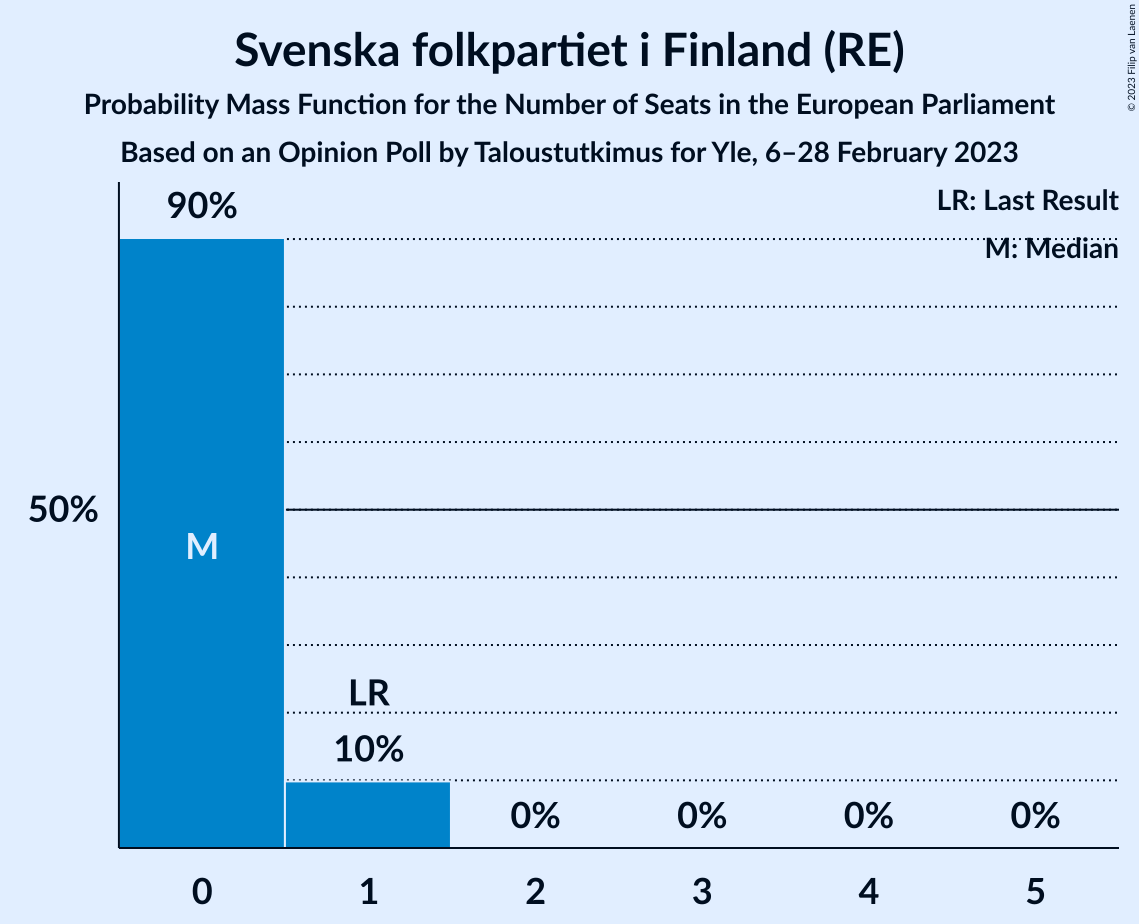 Svenska folkpartiet i Finland (RE)
Probability Mass Function for the Number of Seats in the European Parliament
Based on an Opinion Poll by Taloustutkimus for Yle, 6–28 February 2023
© 2023 Filip van Laenen
LR: Last Result
M: Median
90%
50%
M
LR
10%
0%
0%
0%
0%
0
1
2
3
4
5